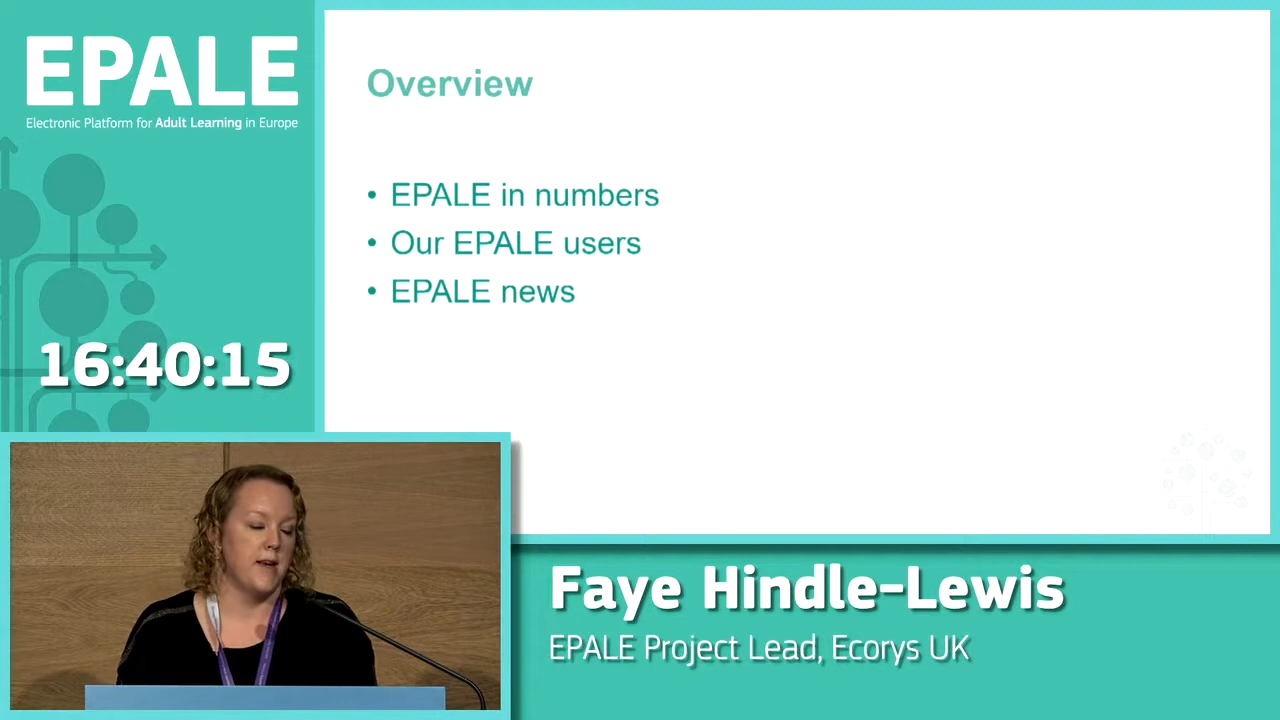 EPALE
Electronic Platform for Adult Learning in Europe
Overview
• EPALE in numbers
• Our EPALE users
• EPALE news
16:40:15
Faye Hindle-Lewis
EPALE Project Lead, Ecorys UK